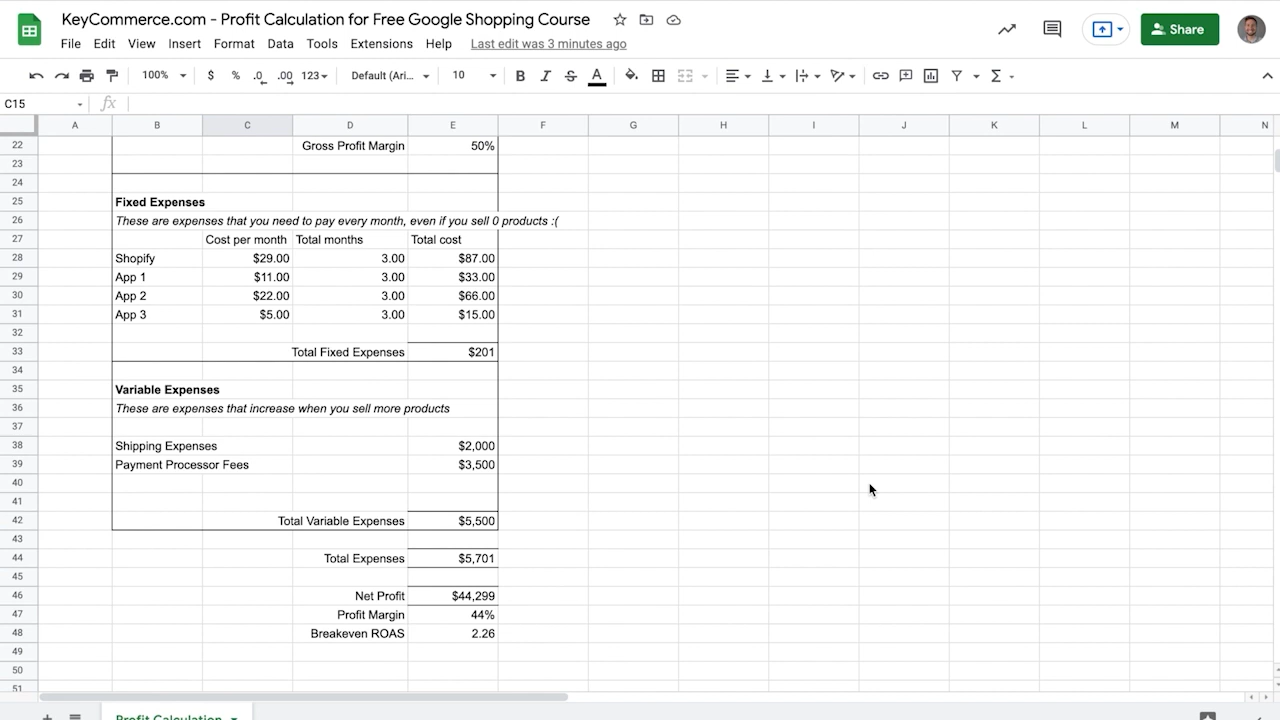 KeyCommerce.com - Profit Calculation for Free Google Shopping Course
File Edit View Insert Format Data Tools Extensions Help Last edit was 3 minutes ago
Share
100% $ % .0 .00 123 Default (Ari... 10 B I S A
C15 fx
A B C D E F G H I J K L M N
22 Gross Profit Margin 50%
23
24
25 Fixed Expenses
26 These are expenses that you need to pay every month, even if you sell 0 products :(
27 Cost per month Total months Total cost
28 Shopify $29.00 3.00 $87.00
29 App 1 $11.00 3.00 $33.00
30 App 2 $22.00 3.00 $66.00
31 App 3 $5.00 3.00 $15.00
32
33 Total Fixed Expenses $201
34
35 Variable Expenses
36 These are expenses that increase when you sell more products
37
38 Shipping Expenses $2,000
39 Payment Processor Fees $3,500
40
41
42 Total Variable Expenses $5,500
43
44 Total Expenses $5,701
45
46 Net Profit $44,299
47 Profit Margin 44%
48 Breakeven ROAS 2.26
49
50
51
Profit Calculation